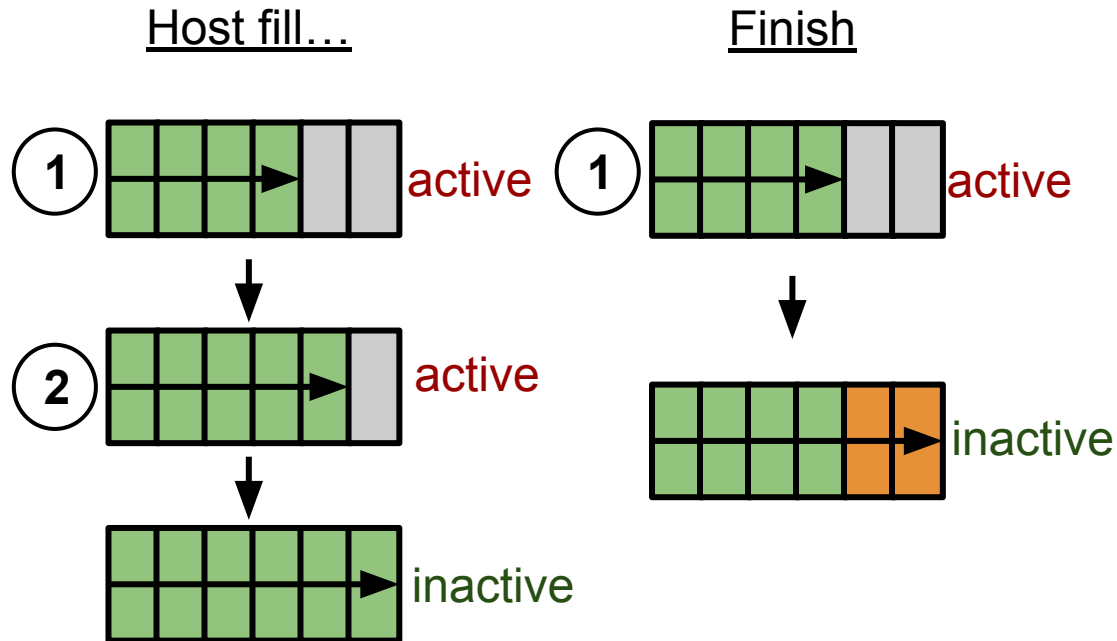 Host fill…
1
active
2
active
inactive
Finish
1
active
inactive